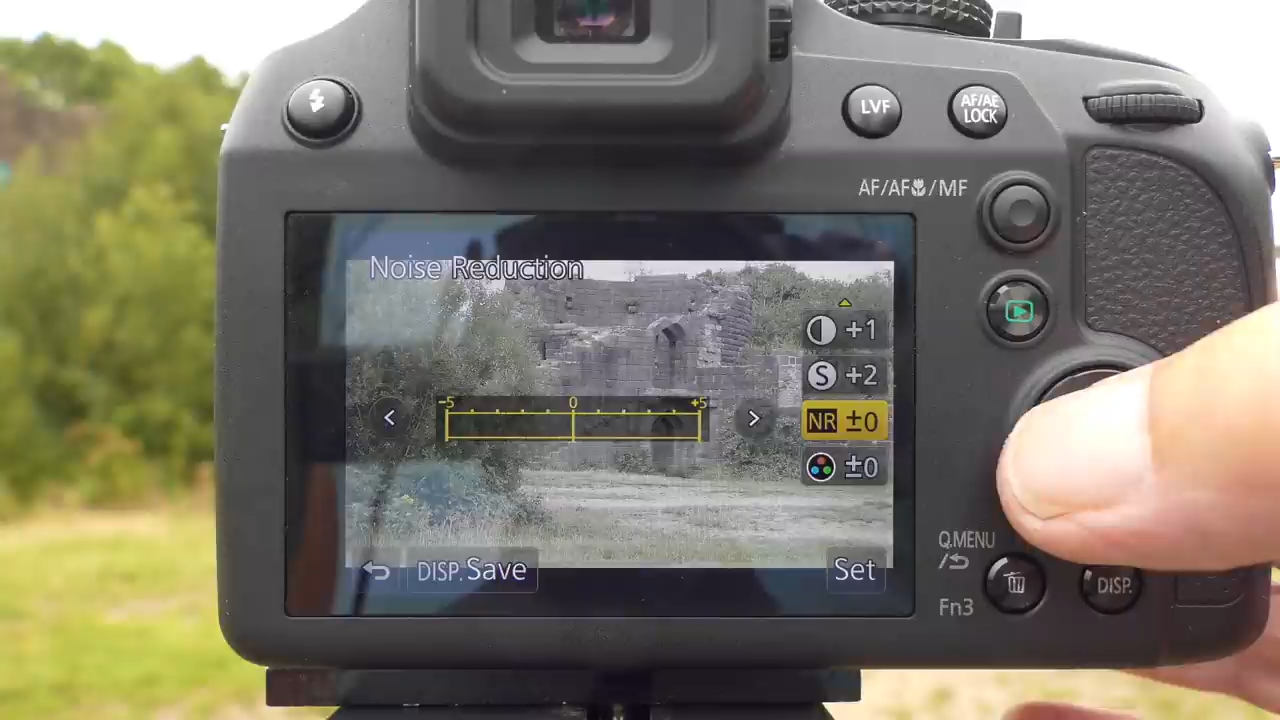 LVF
AF/AE
LOCK
AF/AF /MF
Noise Reduction
+1
S +2
-5 0 +5
NR ±0
±0
DISP. Save
Set
Q.MENU
/
DISP.
Fn3